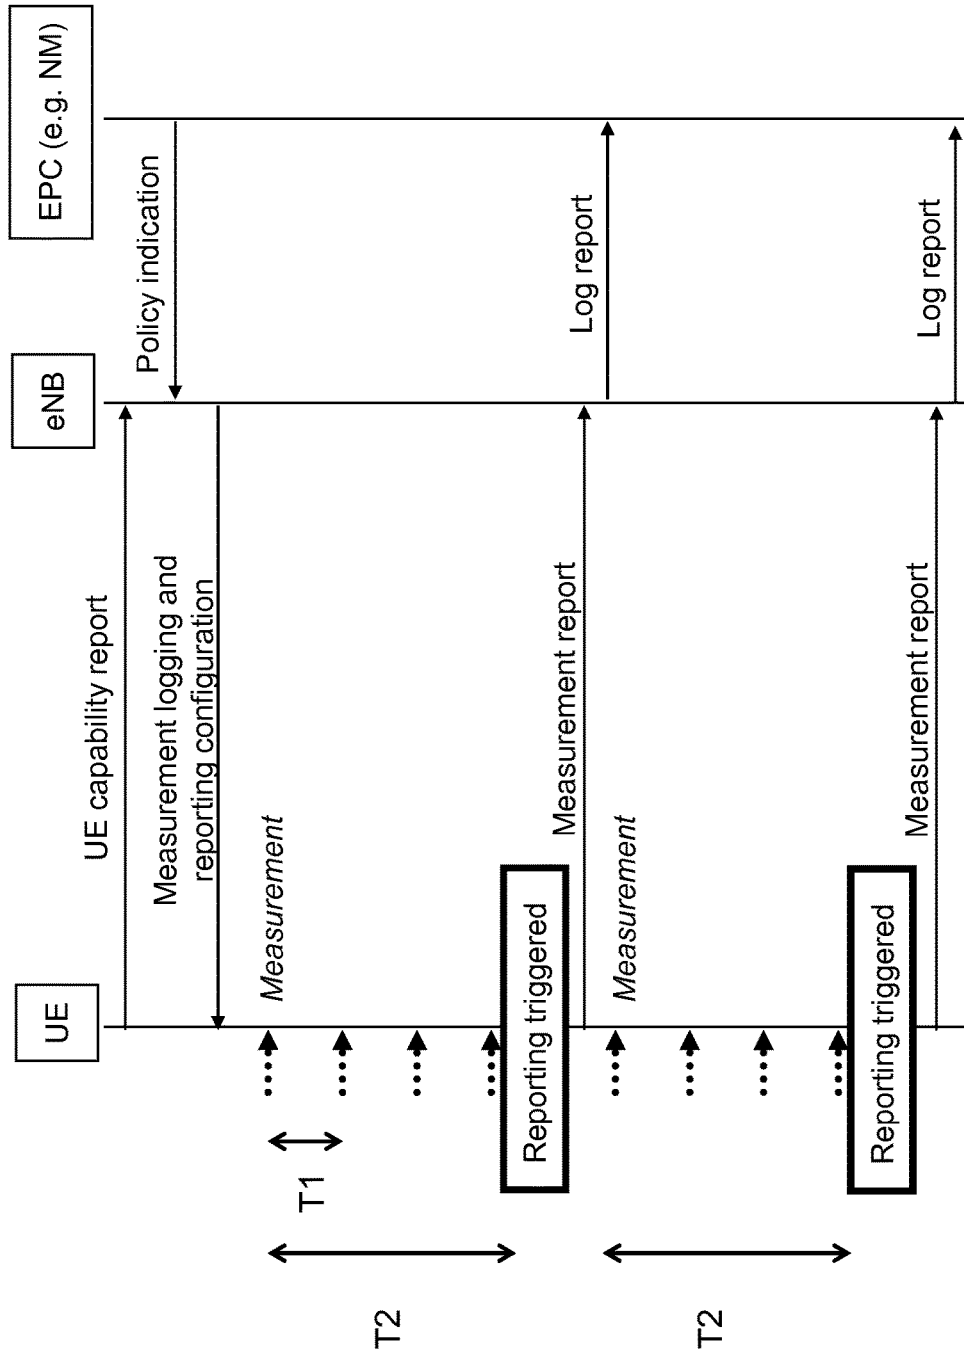 UE
eNB
EPC (e.g. NM)
UE capability report
Policy indication
Measurement logging and
reporting configuration
Measurement
T1
T2
Reporting triggered
Measurement report
Log report
Measurement
T2
Reporting triggered
Measurement report
Log report